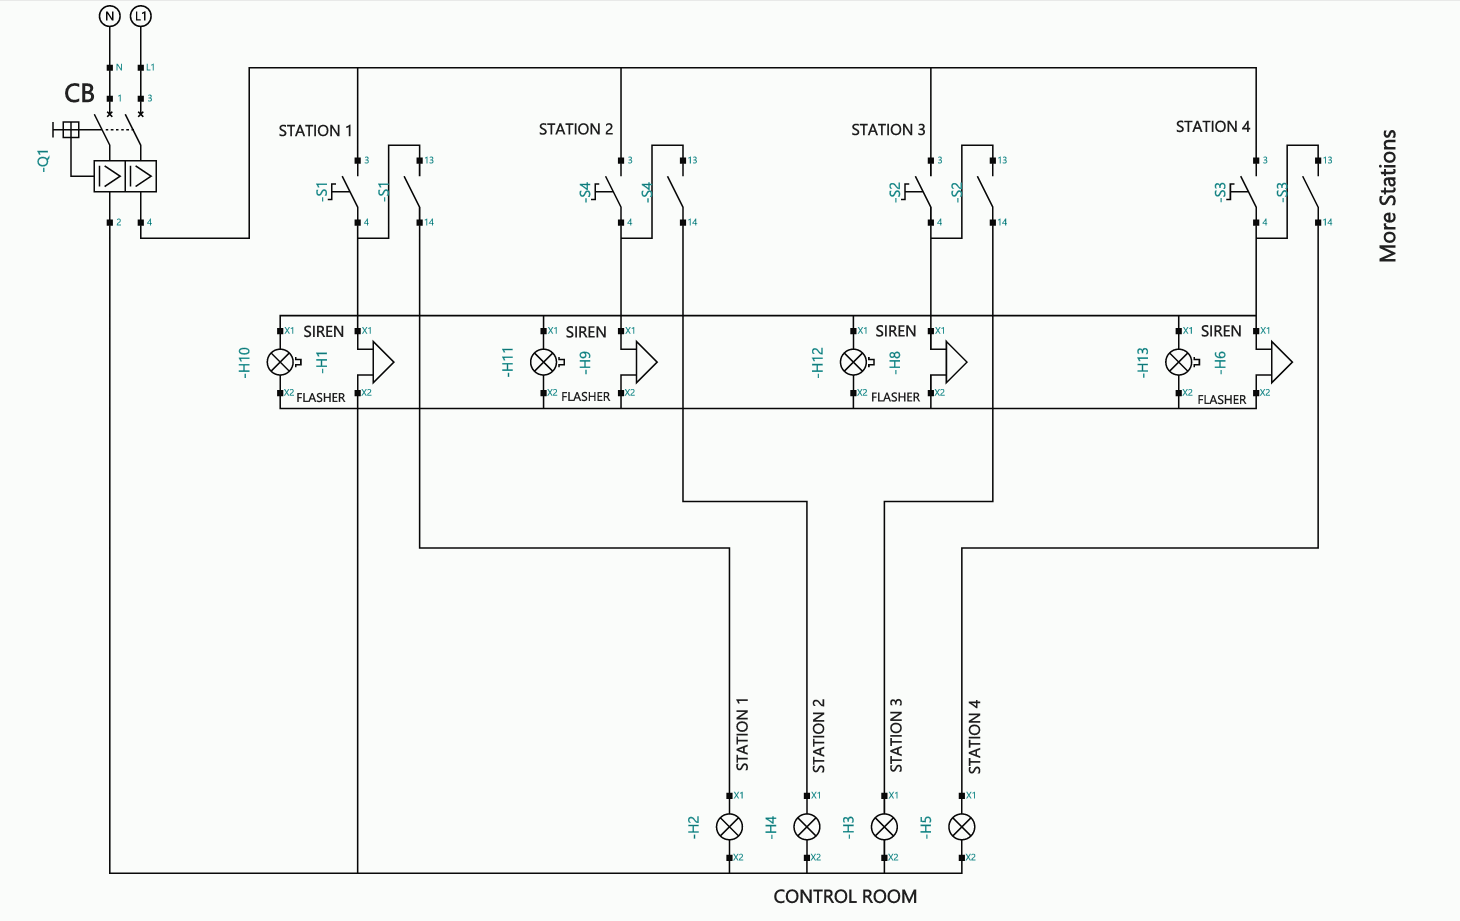 N L1
N L1
CB
1 3
-Q1
2 4
STATION 1
3 13
-S1 -S1
4 14
STATION 2
3 13
-S4 -S4
4 14
STATION 3
3 13
-S2 -S2
4 14
STATION 4
3 13
-S3 -S3
4 14
More Stations
X1 SIREN X1
-H10 -H1
X2 FLASHER X2
X1 SIREN X1
-H11 -H9
X2 FLASHER X2
X1 SIREN X1
-H12 -H8
X2 FLASHER X2
X1 SIREN X1
-H13 -H6
X2 FLASHER X2
STATION 1
STATION 2
STATION 3
STATION 4
X1 X1 X1 X1
-H2 -H4 -H3 -H5
X2 X2 X2 X2
CONTROL ROOM